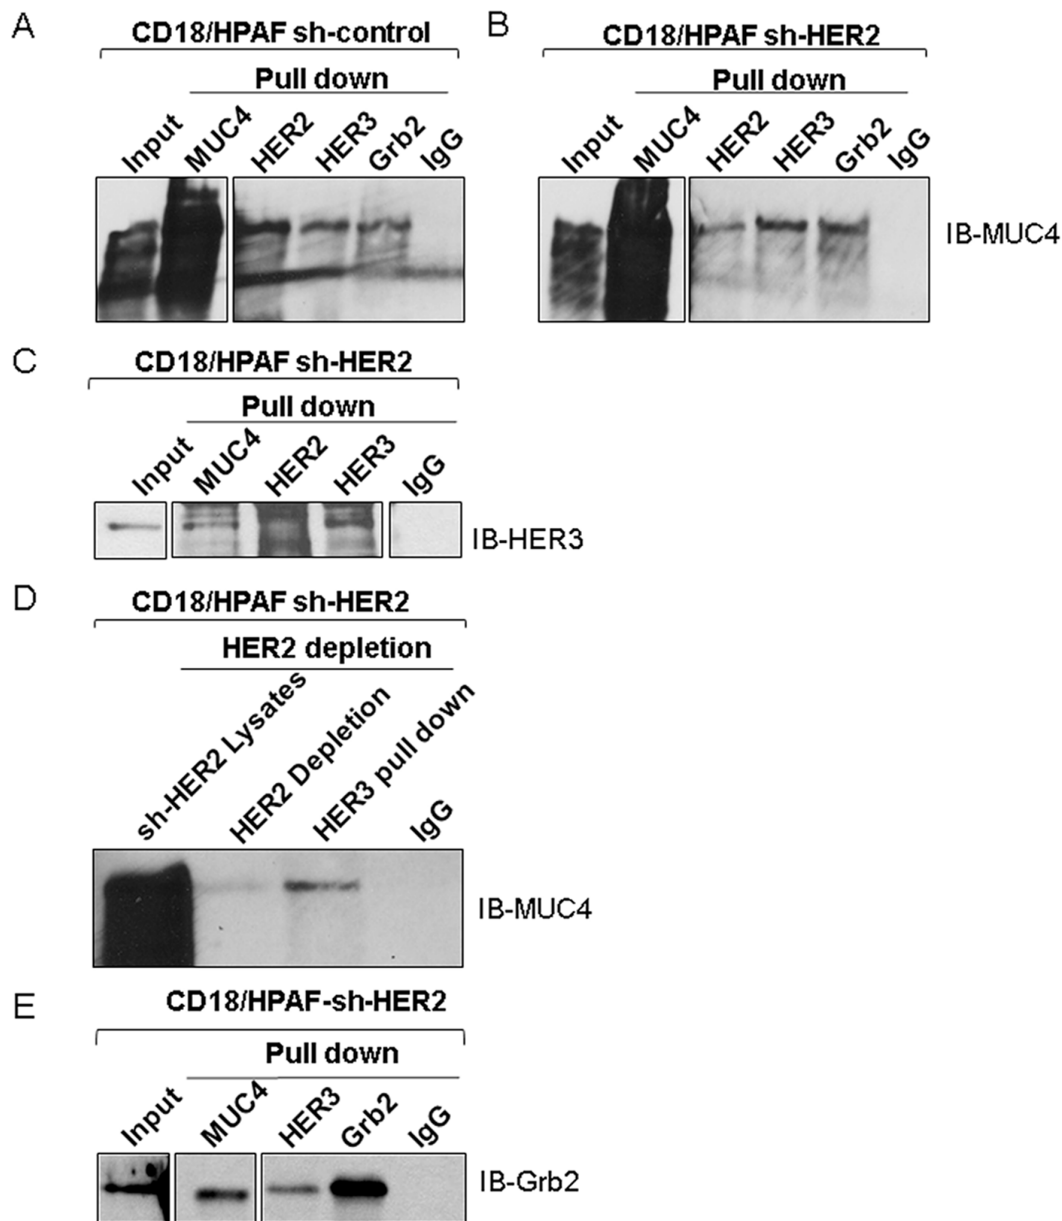 A
CD18/HPAF sh-control
Pull down
Input
MUC4
HER2
HER3
Grb2
IgG
B
CD18/HPAF sh-HER2
Pull down
Input
MUC4
HER2
HER3
Grb2
IgG
IB-MUC4
C
CD18/HPAF sh-HER2
Pull down
Input
MUC4
HER2
HER3
IgG
IB-HER3
D
CD18/HPAF sh-HER2
HER2 depletion
sh-HER2 Lysates
HER2 Depletion
HER3 pull down
IgG
IB-MUC4
E
CD18/HPAF-sh-HER2
Pull down
Input
MUC4
HER3
Grb2
IgG
IB-Grb2